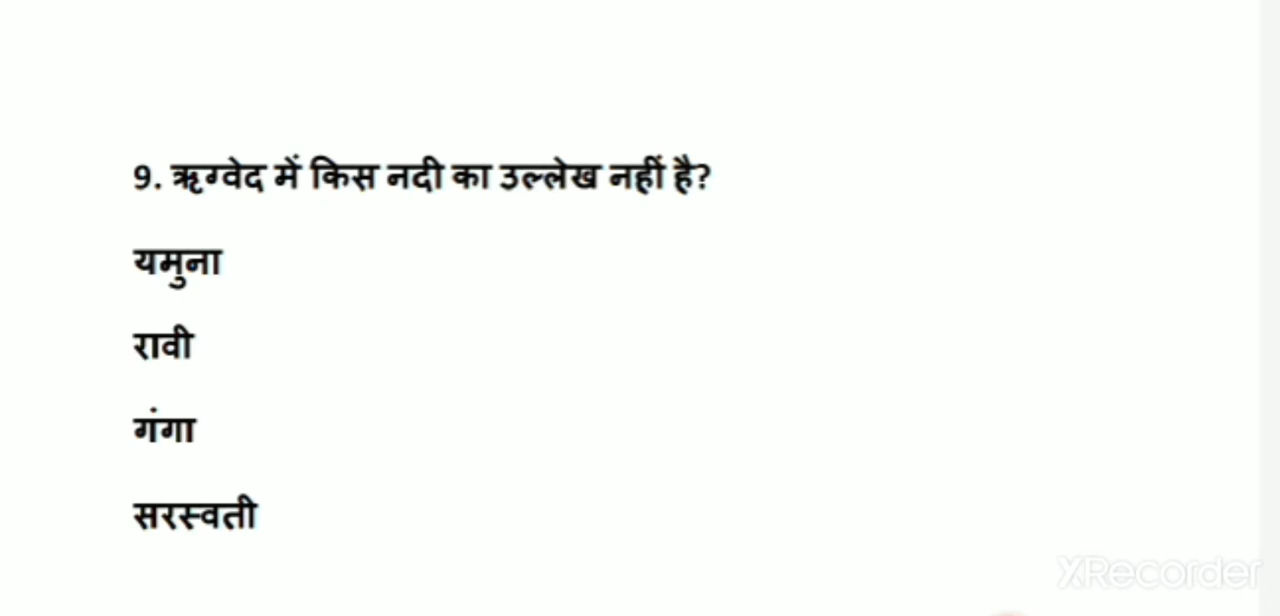 9. ऋग्वेद में किस नदी का उल्लेख नहीं है?
यमुना
रावी
गंगा
सरस्वती
XRecorder